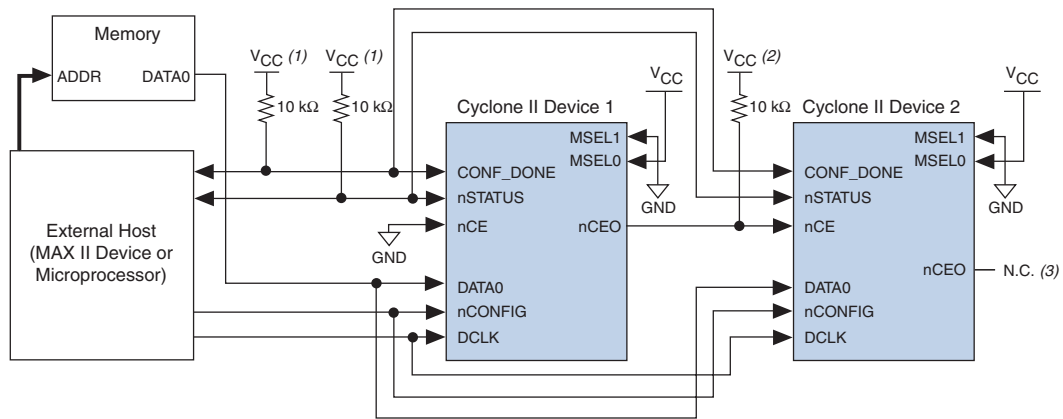 Memory
ADDR DATA0
VCC (1)
10 kΩ
VCC (1)
10 kΩ
VCC (2)
10 kΩ
External Host
(MAX II Device or
Microprocessor)
Cyclone II Device 1
VCC
MSEL1
MSEL0
CONF_DONE
nSTATUS
nCE
nCEO
GND
GND
DATA0
nCONFIG
DCLK
Cyclone II Device 2
VCC
MSEL1
MSEL0
CONF_DONE
nSTATUS
nCE
GND
nCEO
N.C. (3)
DATA0
nCONFIG
DCLK